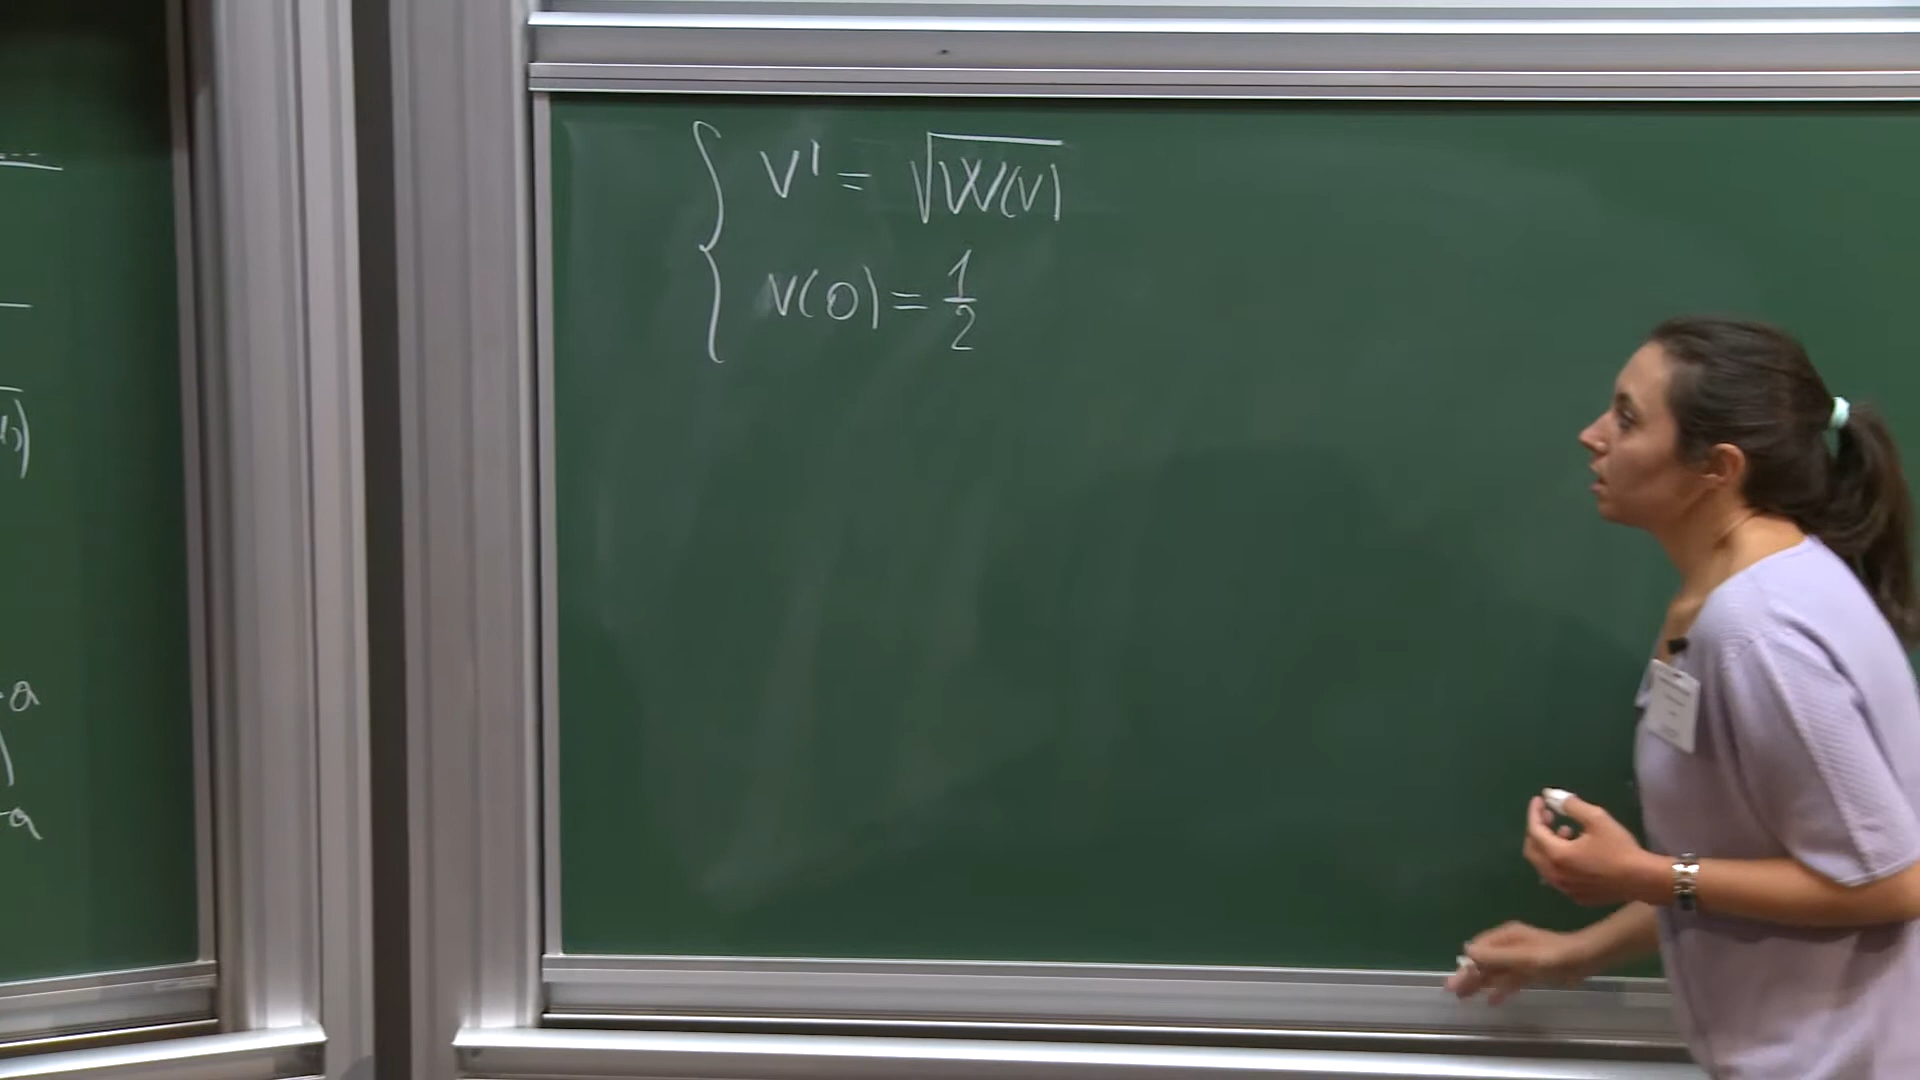 { v' = √W(v)
v(0) = 1/2
a
a